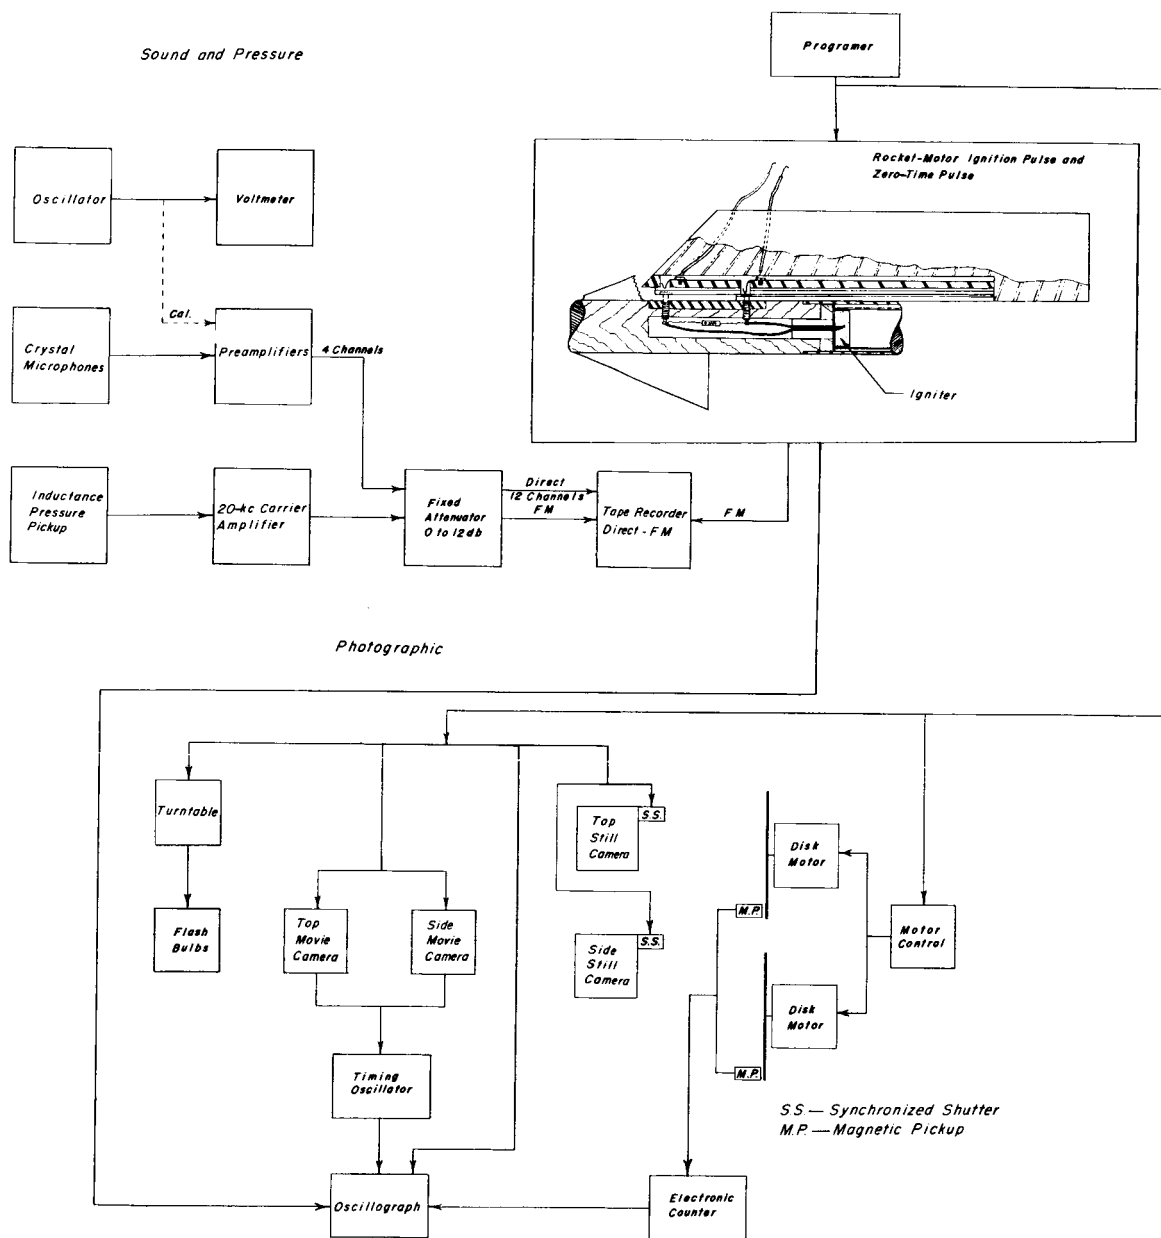 Sound and Pressure
Programer
Rocket-Motor Ignition Pulse and
Zero-Time Pulse
Igniter
Oscillator
Voltmeter
Cal.
Crystal
Microphones
Preamplifiers
4 Channels
Inductance
Pressure
Pickup
20-kc Carrier
Amplifier
Fixed
Attenuator
0 to 12 db
Direct
12 Channels
FM
Tape Recorder
Direct - FM
FM
Photographic
Turntable
Flash
Bulbs
Top
Movie
Camera
Side
Movie
Camera
S.S.
Top
Still
Camera
S.S.
Side
Still
Camera
Disk
Motor
M.P.
Motor
Control
Disk
Motor
M.P.
Timing
Oscillator
S.S. — Synchronized Shutter
M.P. — Magnetic Pickup
Oscillograph
Electronic
Counter